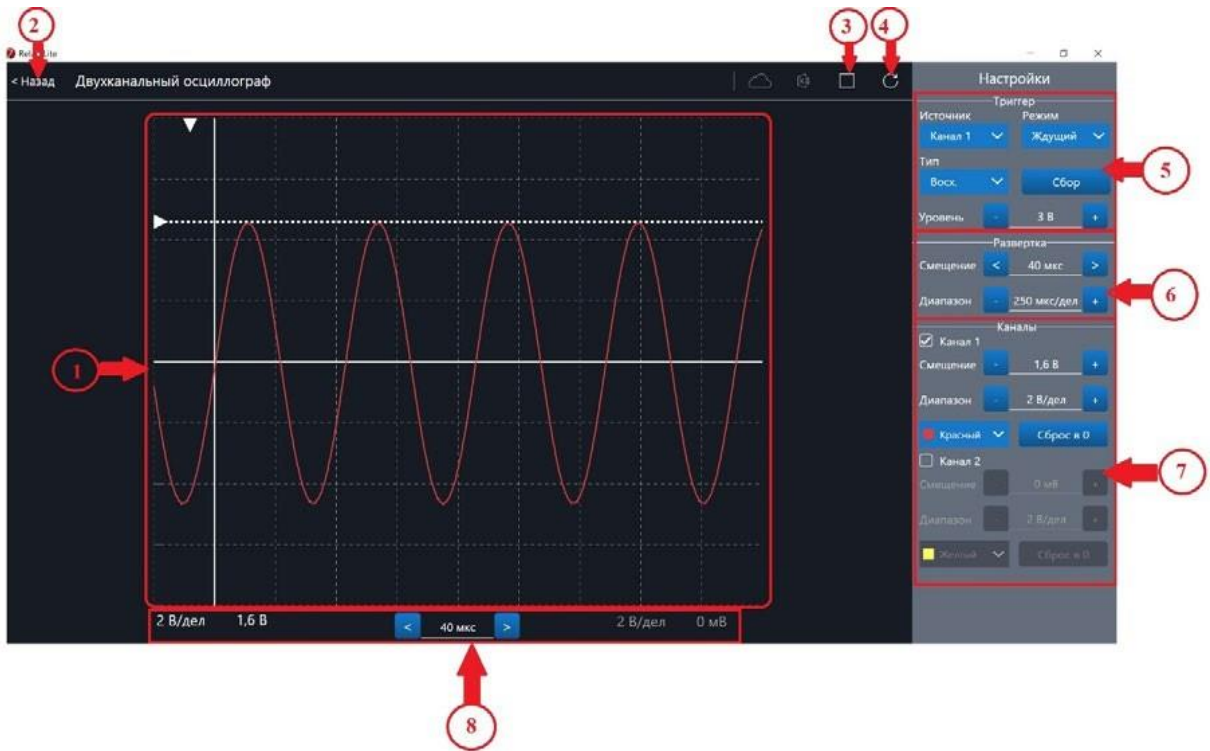 2
3
4
Relab Lite
< Назад
Двухканальный осциллограф
Настройки
Триггер
Источник
Режим
Канал 1
Ждущий
Тип
Восх.
Сбор
5
Уровень
-
3 В
+
Развертка
Смещение
<
40 мкс
>
Диапазон
-
250 мкс/дел
+
6
Каналы
Канал 1
Смещение
-
1,6 В
+
1
Диапазон
-
2 В/дел
+
Красный
Сброс в 0
Канал 2
7
Смещение
-
0 мВ
+
Диапазон
-
2 В/дел
+
Желтый
Сброс в 0
2 В/дел
1,6 В
<
40 мкс
>
2 В/дел
0 мВ
8